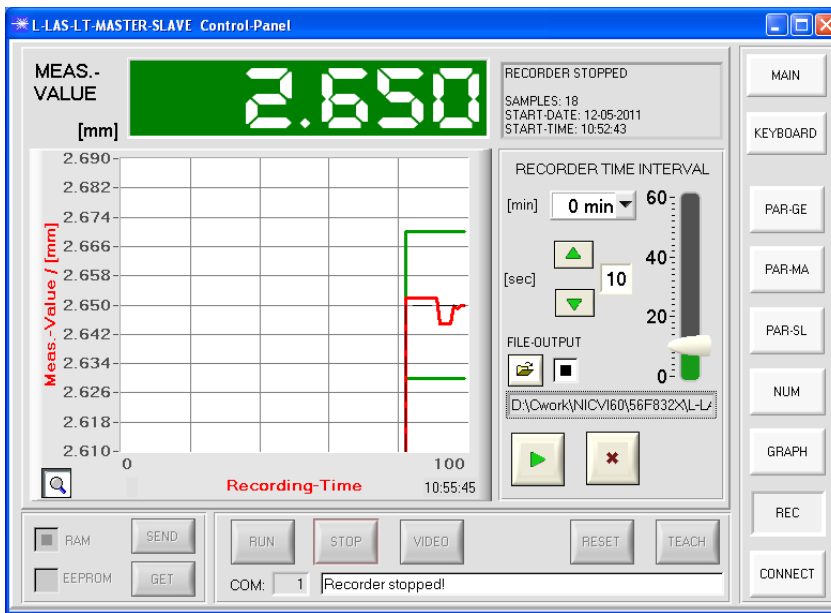 L-LAS-LT-MASTER-SLAVE Control-Panel
MEAS.-
VALUE
[mm]
2.650
RECORDER STOPPED
SAMPLES: 18
START-DATE: 12-05-2011
START-TIME: 10:52:43
Meas.-Value / [mm]
2.690
2.682
2.674
2.666
2.658
2.650
2.642
2.634
2.626
2.618
2.610
0
100
Recording-Time
10:55:45
RECORDER TIME INTERVAL
[min]
0 min
[sec]
10
60
40
20
0
FILE-OUTPUT
D:\Cwork\NICVI60\56F832X\L-LA
MAIN
KEYBOARD
PAR-GE
PAR-MA
PAR-SL
NUM
GRAPH
REC
CONNECT
RAM
SEND
EEPROM
GET
RUN
STOP
VIDEO
RESET
TEACH
COM:
1
Recorder stopped!